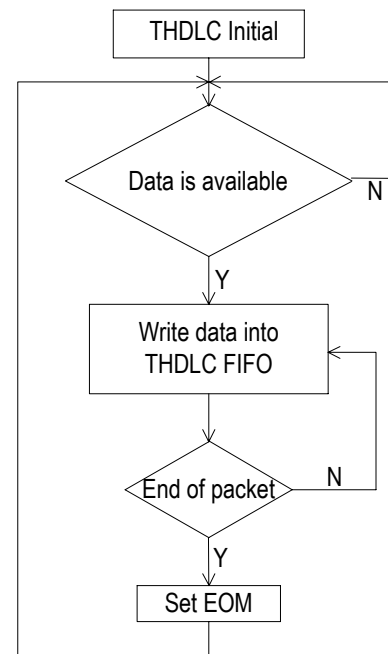 THDLC Initial
Data is available
N
Y
Write data into
THDLC FIFO
End of packet
N
Y
Set EOM